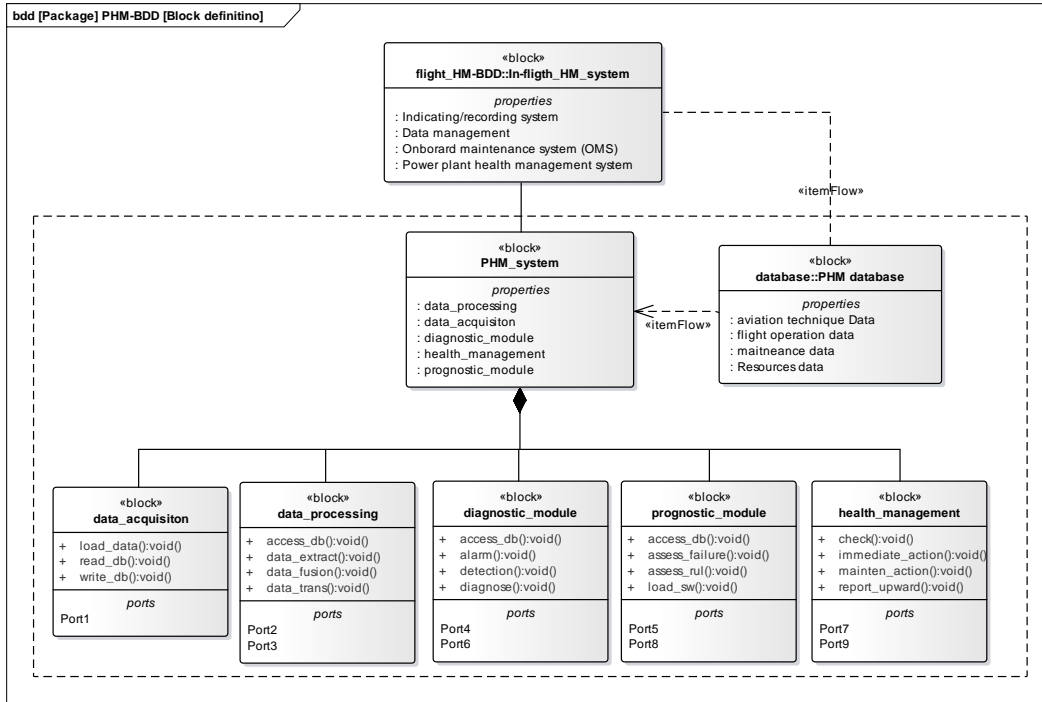 bdd [Package] PHM-BDD [Block definitino]
«block»
flight_HM-BDD::In-fligth_HM_system
properties
: Indicating/recording system
: Data management
: Onborard maintenance system (OMS)
: Power plant health management system
«itemFlow»
«block»
PHM_system
properties
: data_processing
: data_acquisiton
: diagnostic_module
: health_management
: prognostic_module
«itemFlow»
«block»
database::PHM database
properties
: aviation technique Data
: flight operation data
: maitneance data
: Resources data
«block»
data_acquisiton
+ load_data():void()
+ read_db():void()
+ write_db():void()
ports
Port1
«block»
data_processing
+ access_db():void()
+ data_extract():void()
+ data_fusion():void()
+ data_trans():void()
ports
Port2
Port3
«block»
diagnostic_module
+ access_db():void()
+ alarm():void()
+ detection():void()
+ diagnose():void()
ports
Port4
Port6
«block»
prognostic_module
+ access_db():void()
+ assess_failure():void()
+ assess_rul():void()
+ load_sw():void()
ports
Port5
Port8
«block»
health_management
+ check():void()
+ immediate_action():void()
+ mainten_action():void()
+ report_upward():void()
ports
Port7
Port9